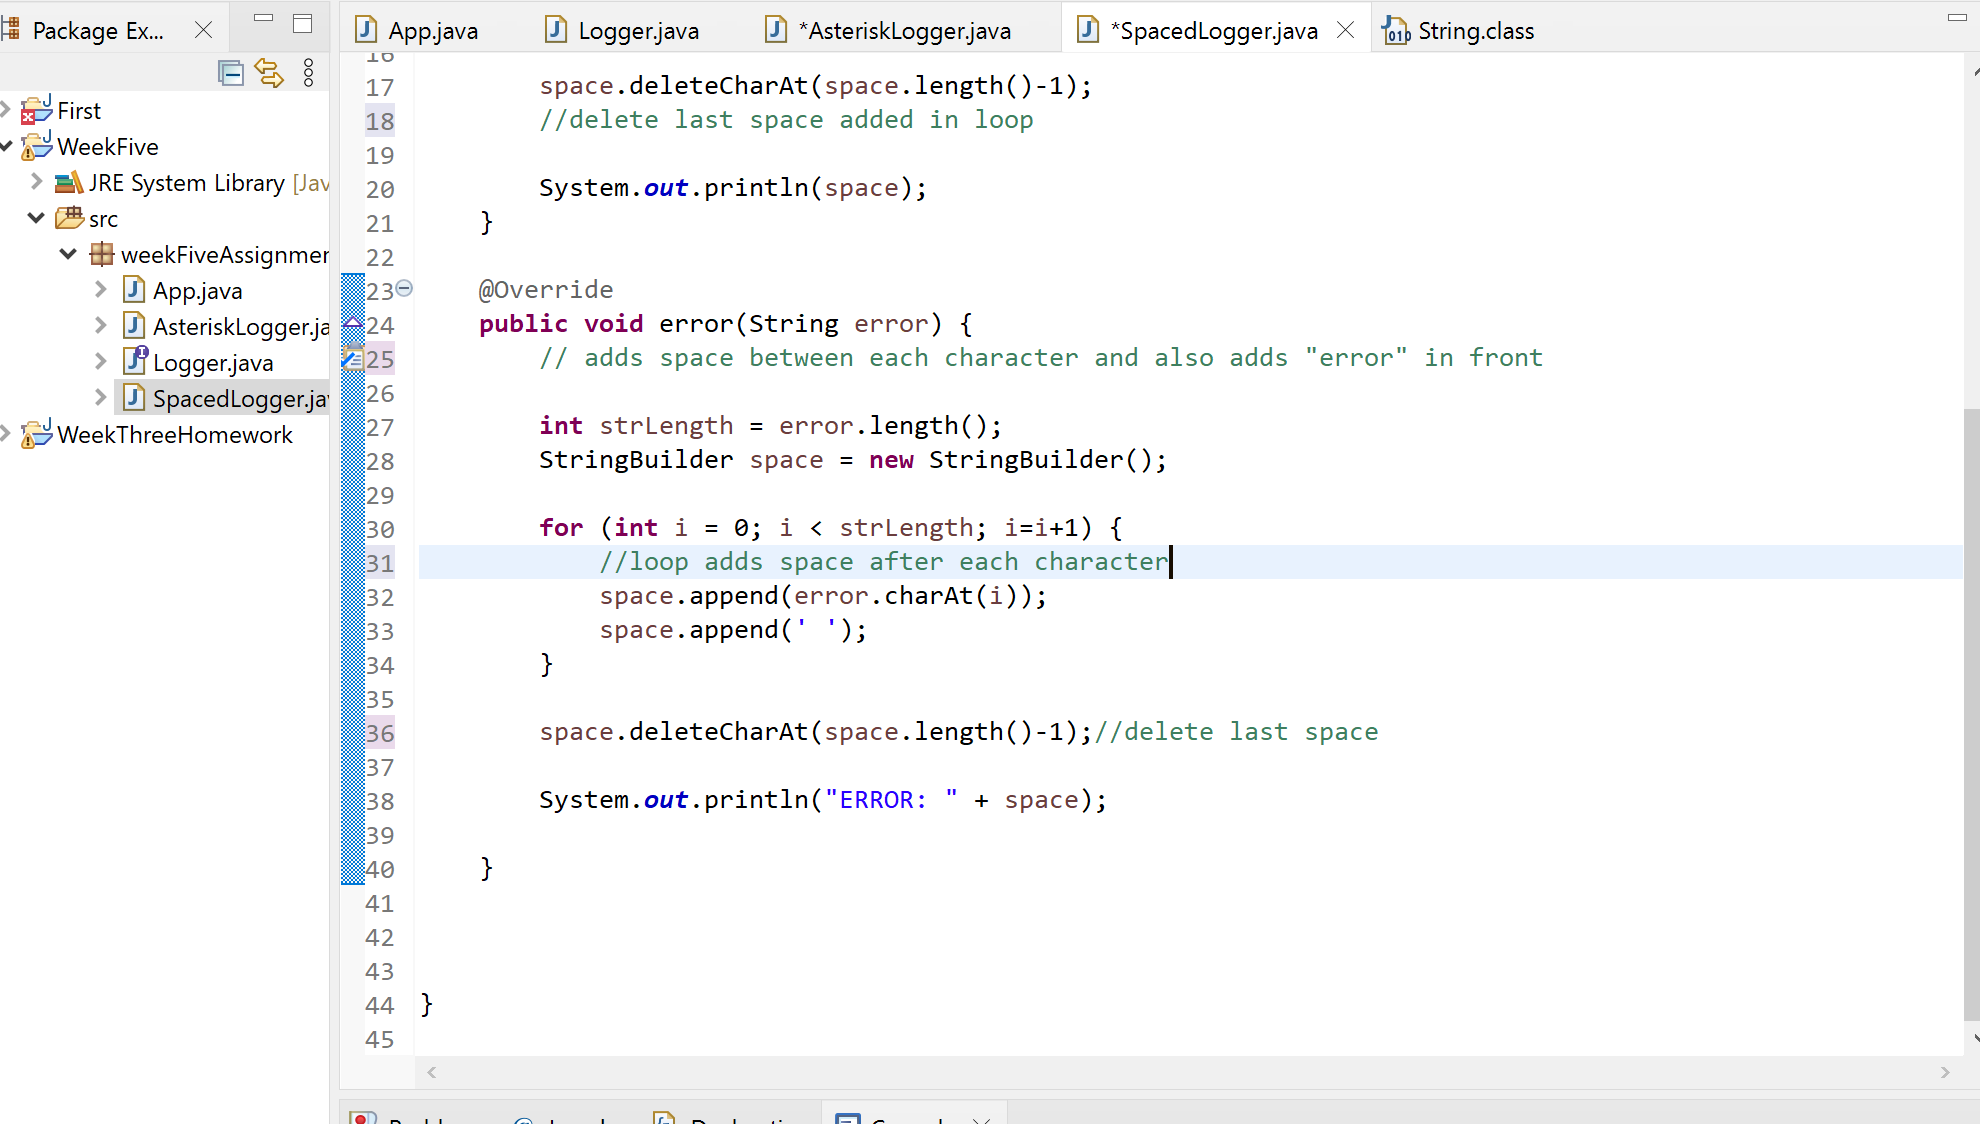 Package Ex...
App.java
Logger.java
*AsteriskLogger.java
*SpacedLogger.java
String.class
First
WeekFive
JRE System Library [Jav
src
weekFiveAssignmen
App.java
AsteriskLogger.ja
Logger.java
SpacedLogger.jav
WeekThreeHomework
16
17 space.deleteCharAt(space.length()-1);
18 //delete last space added in loop
19
20 System.out.println(space);
21 }
22
23 @Override
24 public void error(String error) {
25 // adds space between each character and also adds "error" in front
26
27 int strLength = error.length();
28 StringBuilder space = new StringBuilder();
29
30 for (int i = 0; i < strLength; i=i+1) {
31 //loop adds space after each character
32 space.append(error.charAt(i));
33 space.append(' ');
34 }
35
36 space.deleteCharAt(space.length()-1);//delete last space
37
38 System.out.println("ERROR: " + space);
39
40 }
41
42
43
44 }
45